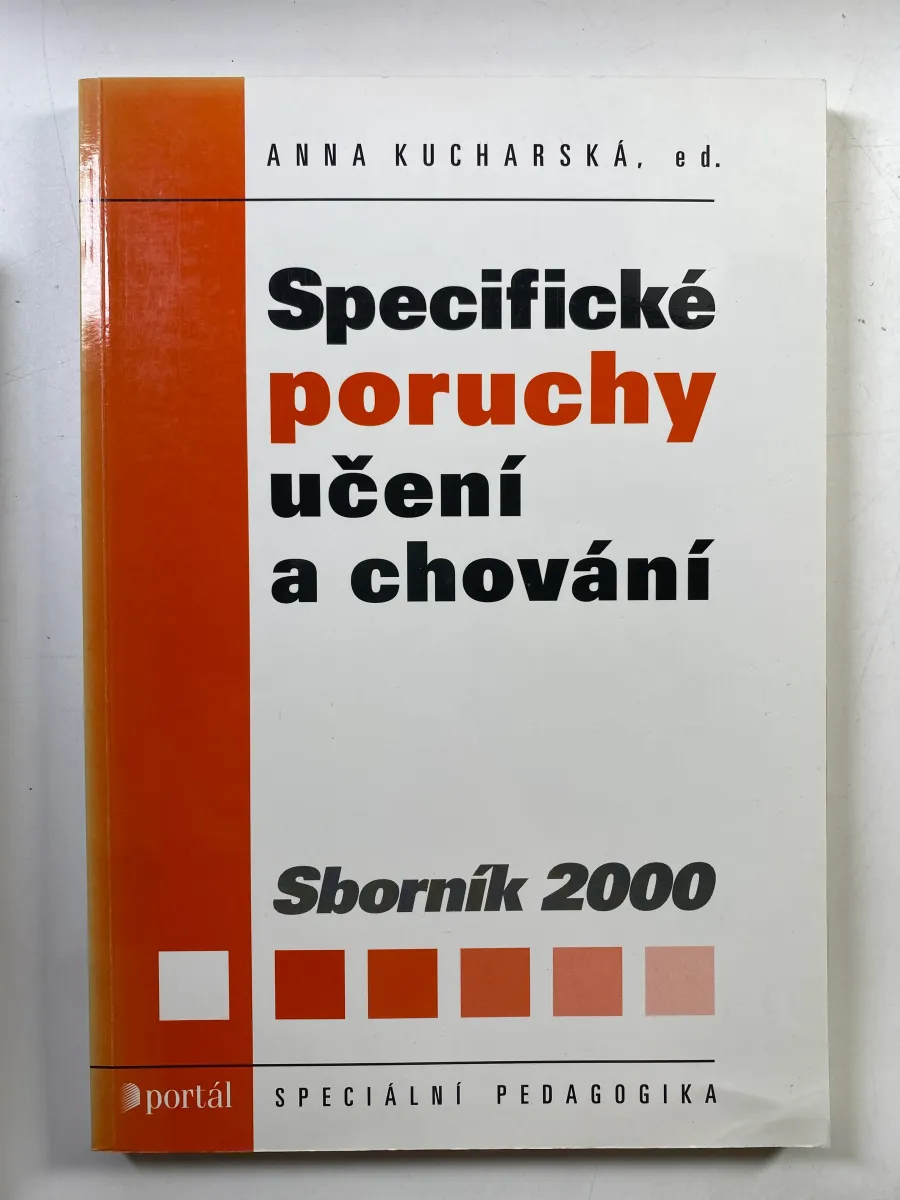 ANNA KUCHARSKÁ, ed.
Specifické
poruchy
učení
a chování
Sborník 2000
portál
SPECIÁLNÍ PEDAGOGIKA